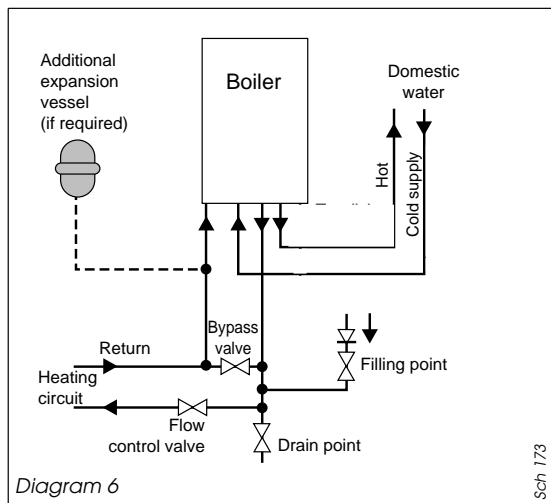 Additional
expansion
vessel
(if required)
Boiler
Domestic
water
Hot
Cold supply
Return
Bypass
valve
Filling point
Heating
circuit
Flow
control valve
Drain point
Diagram 6
Sch 173